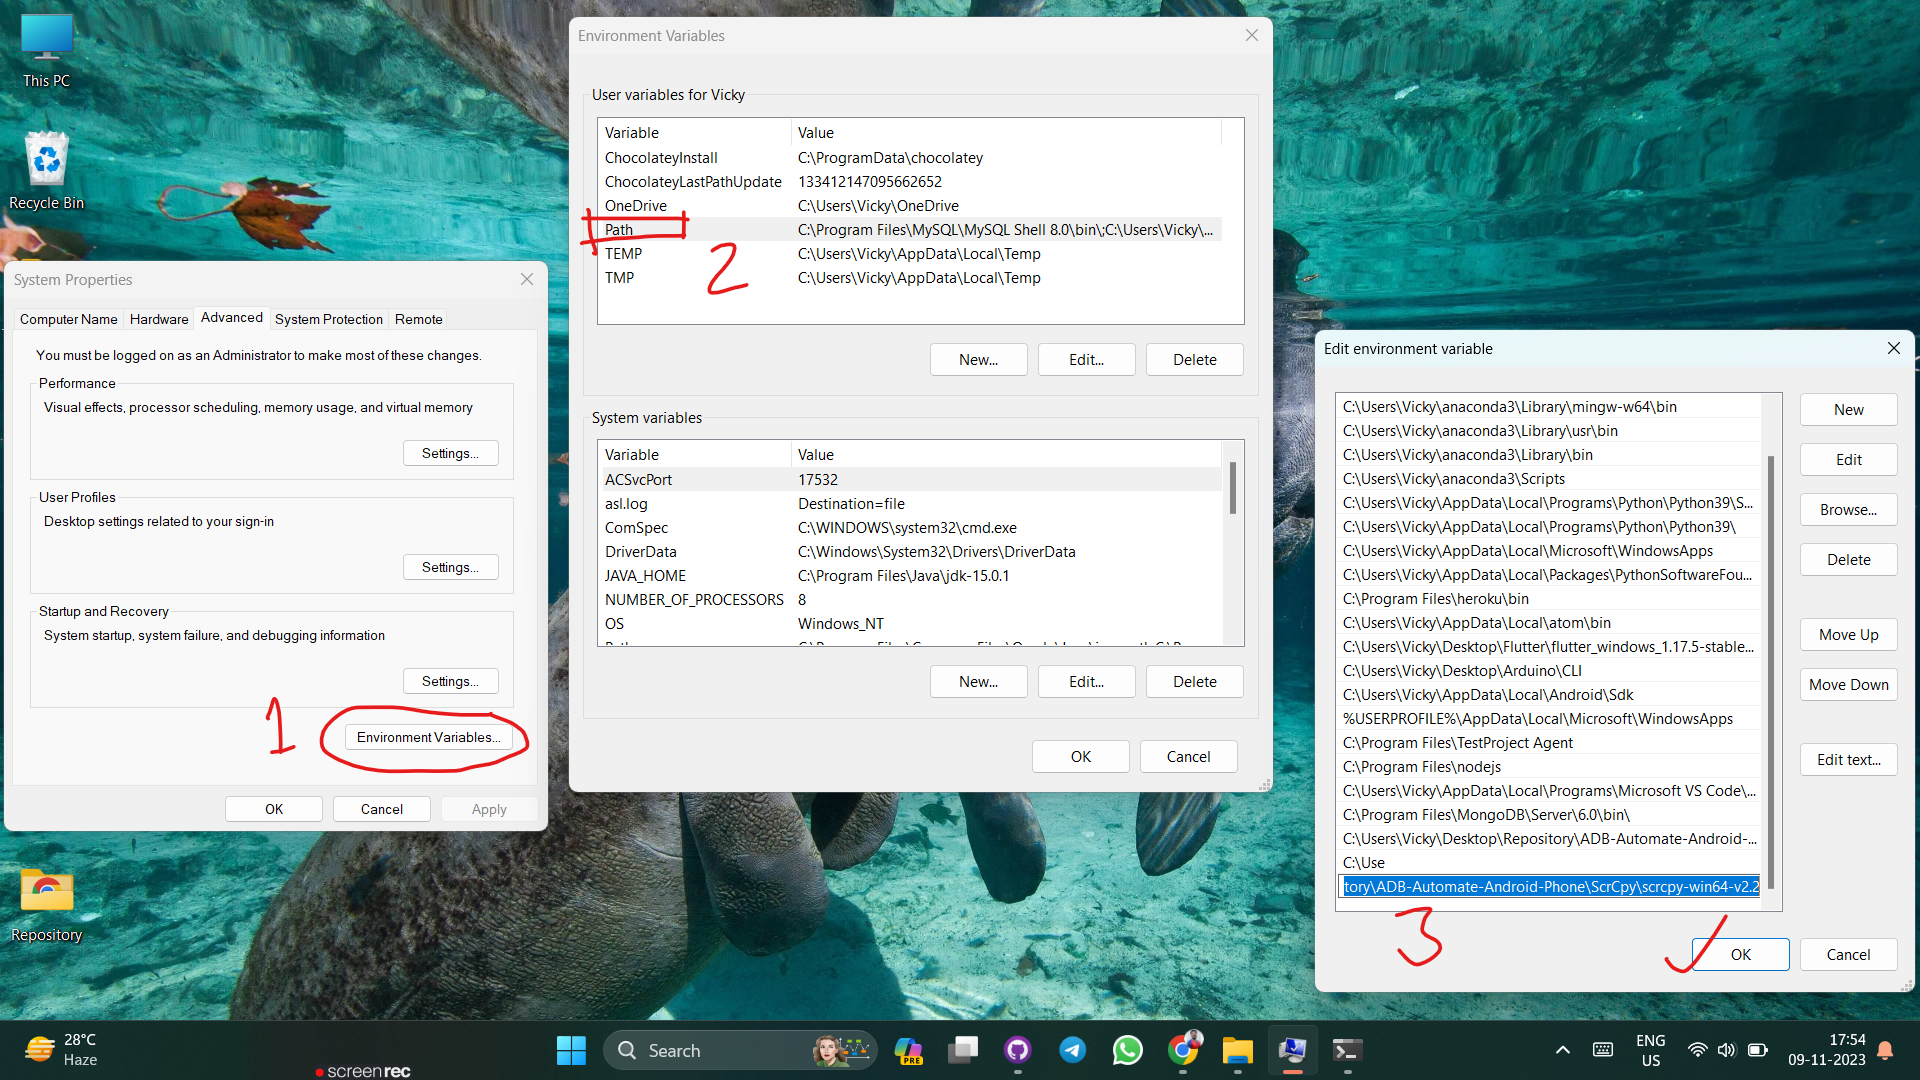 This PC
Recycle Bin
System Properties
Computer Name
Hardware
Advanced
System Protection
Remote
You must be logged on as an Administrator to make most of these changes.
Performance
Visual effects, processor scheduling, memory usage, and virtual memory
Settings...
User Profiles
Desktop settings related to your sign-in
Settings...
Startup and Recovery
System startup, system failure, and debugging information
Settings...
1
Environment Variables...
OK
Cancel
Apply
Repository
Environment Variables
User variables for Vicky
Variable Value
ChocolateyInstall C:\ProgramData\chocolatey
ChocolateyLastPathUpdate 133412147095662652
OneDrive C:\Users\Vicky\OneDrive
Path C:\Program Files\MySQL\MySQL Shell 8.0\bin\;C:\Users\Vicky\...
TEMP C:\Users\Vicky\AppData\Local\Temp
TMP C:\Users\Vicky\AppData\Local\Temp
2
New... Edit... Delete
System variables
Variable Value
ACSvcPort 17532
asl.log Destination=file
ComSpec C:\WINDOWS\system32\cmd.exe
DriverData C:\Windows\System32\Drivers\DriverData
JAVA_HOME C:\Program Files\Java\jdk-15.0.1
NUMBER_OF_PROCESSORS 8
OS Windows_NT
New... Edit... Delete
OK Cancel
Edit environment variable
C:\Users\Vicky\anaconda3\Library\mingw-w64\bin
C:\Users\Vicky\anaconda3\Library\usr\bin
C:\Users\Vicky\anaconda3\Library\bin
C:\Users\Vicky\anaconda3\Scripts
C:\Users\Vicky\AppData\Local\Programs\Python\Python39\S...
C:\Users\Vicky\AppData\Local\Programs\Python\Python39\
C:\Users\Vicky\AppData\Local\Microsoft\WindowsApps
C:\Users\Vicky\AppData\Local\Packages\PythonSoftwareFou...
C:\Program Files\heroku\bin
C:\Users\Vicky\AppData\Local\atom\bin
C:\Users\Vicky\Desktop\Flutter\flutter_windows_1.17.5-stable...
C:\Users\Vicky\Desktop\Arduino\CLI
C:\Users\Vicky\AppData\Local\Android\Sdk
%USERPROFILE%\AppData\Local\Microsoft\WindowsApps
C:\Program Files\TestProject Agent
C:\Program Files\nodejs
C:\Users\Vicky\AppData\Local\Programs\Microsoft VS Code\...
C:\Program Files\MongoDB\Server\6.0\bin\
C:\Users\Vicky\Desktop\Repository\ADB-Automate-Android-...
C:\Use
tory\ADB-Automate-Android-Phone\ScrCpy\scrcpy-win64-v2.2
New
Edit
Browse...
Delete
Move Up
Move Down
Edit text...
3
OK
Cancel
28°C
Haze
screenrec
Search
PRE
ENG
US
17:54
09-11-2023